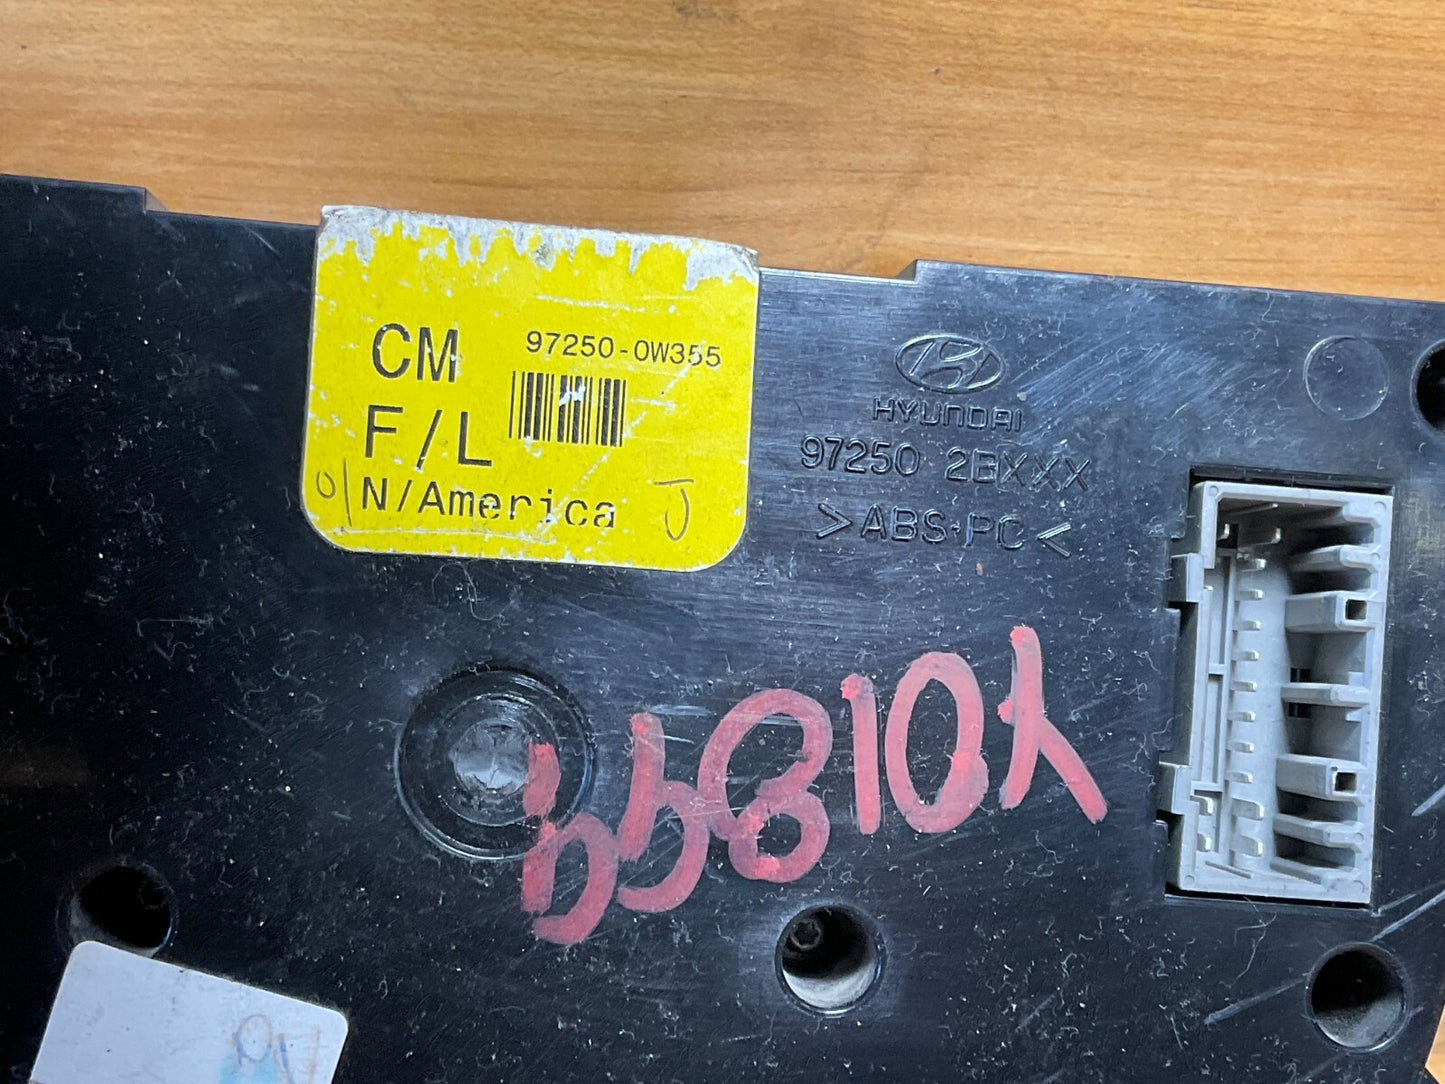 CM 97250-0W355
F/L
N/America J
HYUNDAI
97250 2BXXX
>ABS·PC<